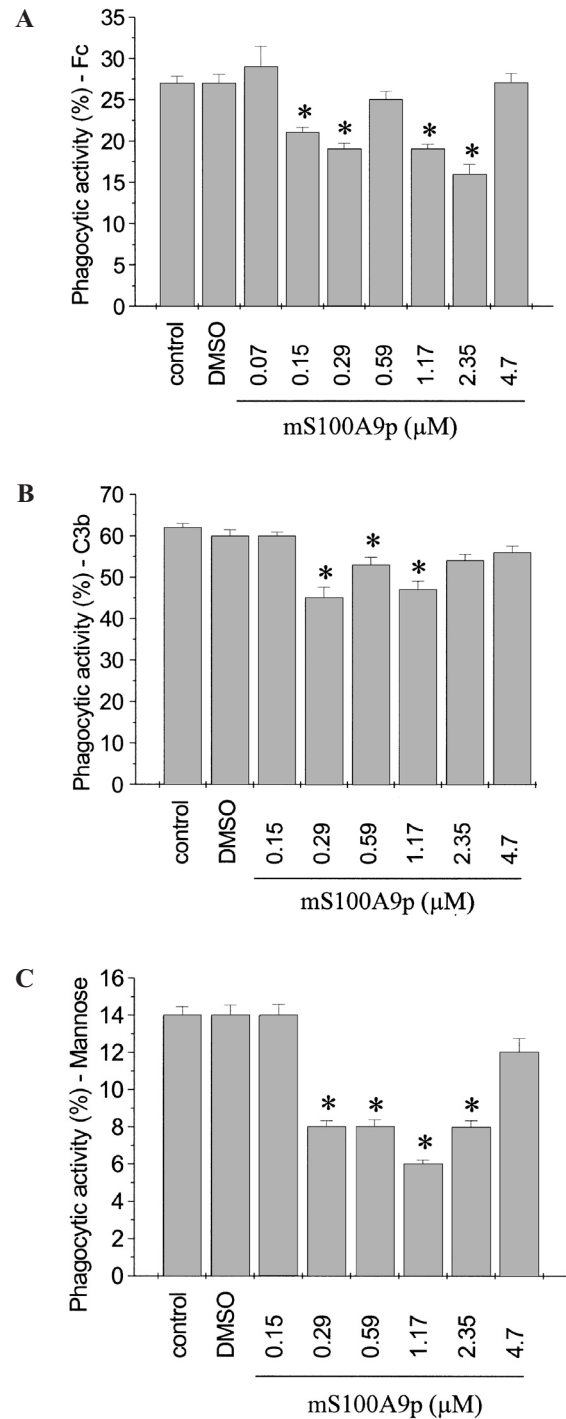 A
Phagocytic activity (%) - Fc
35
30
25
20
15
10
5
0
* * * *
control DMSO 0.07 0.15 0.29 0.59 1.17 2.35 4.7
mS100A9p (µM)
B
Phagocytic activity (%) - C3b
70
60
50
40
30
20
10
0
* * *
control DMSO 0.15 0.29 0.59 1.17 2.35 4.7
mS100A9p (µM)
C
Phagocytic activity (%) - Mannose
16
14
12
10
8
6
4
2
0
* * * *
control DMSO 0.15 0.29 0.59 1.17 2.35 4.7
mS100A9p (µM)